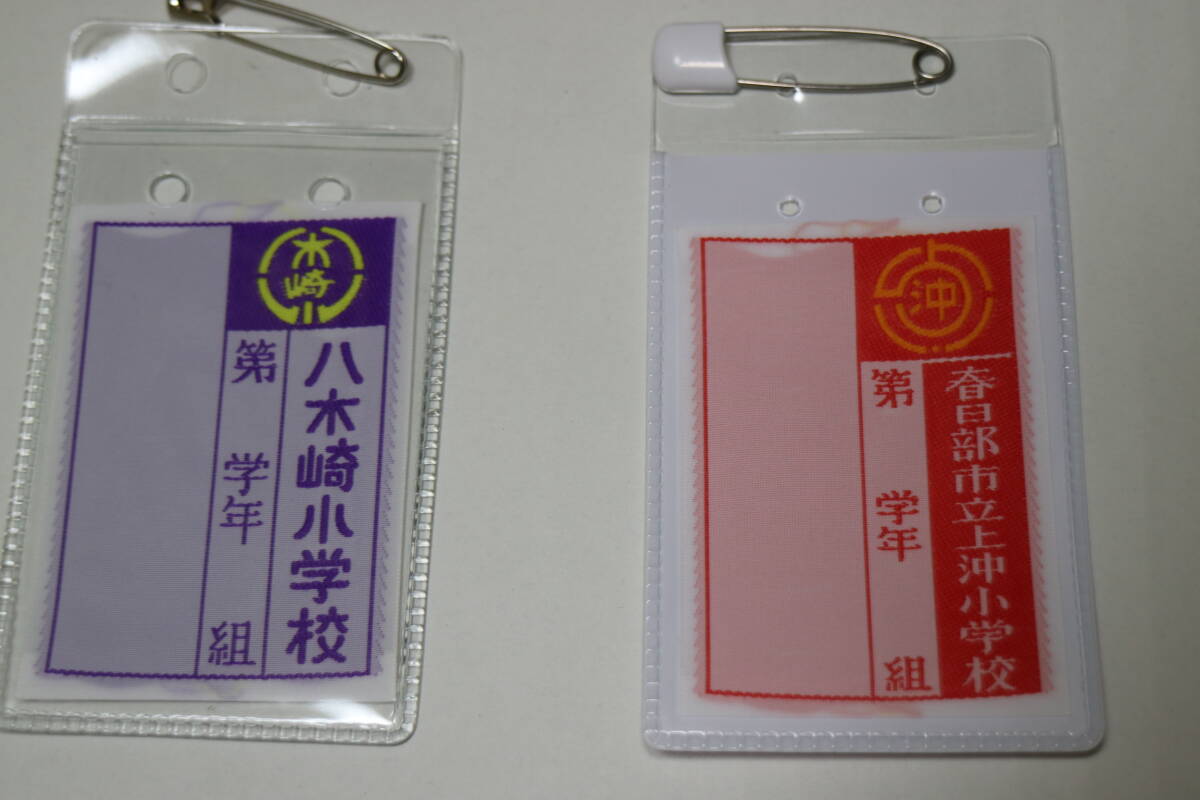 木
崎
小
八木崎小学校
第　学年　組
沖
春日部市立上沖小学校
第　学年　組